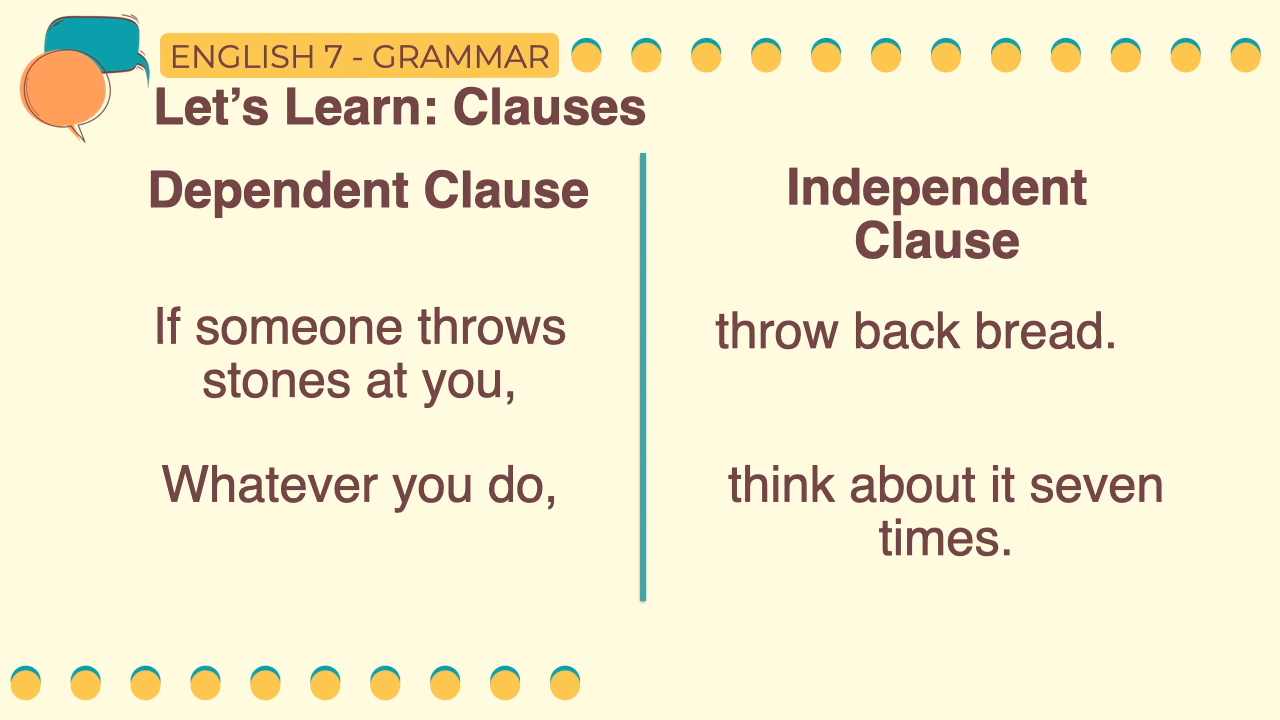 ENGLISH 7 - GRAMMAR
Let’s Learn: Clauses
Dependent Clause
If someone throws
stones at you,
Whatever you do,
Independent
Clause
throw back bread.
think about it seven
times.